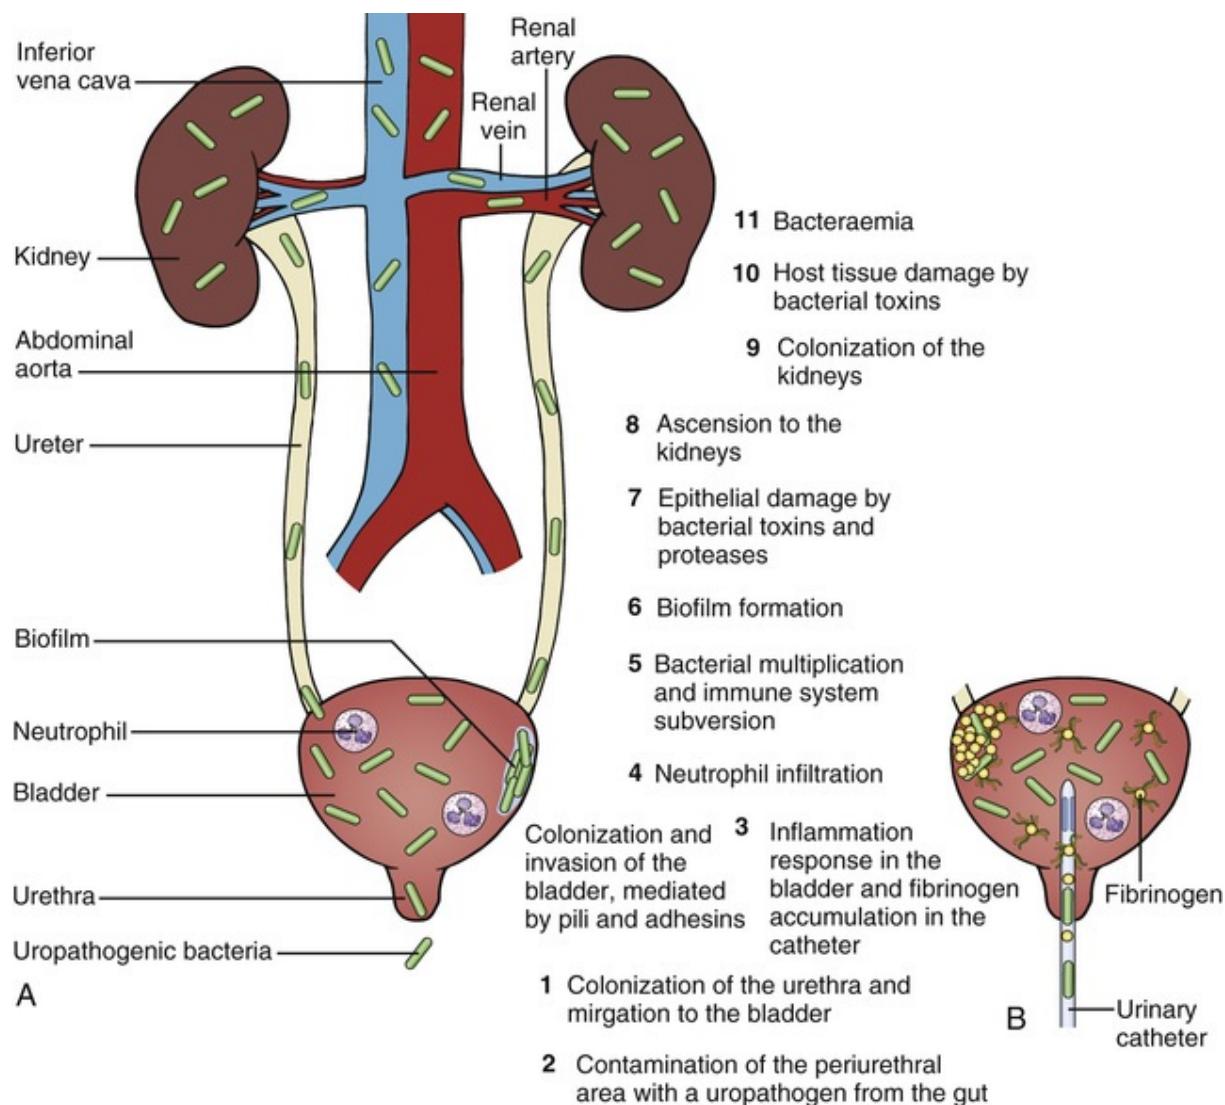 Inferior
vena cava
Renal
artery
Renal
vein
Kidney
Abdominal
aorta
Ureter
Biofilm
Neutrophil
Bladder
Urethra
Uropathogenic bacteria
A
11 Bacteraemia
10 Host tissue damage by
bacterial toxins
9 Colonization of the
kidneys
8 Ascension to the
kidneys
7 Epithelial damage by
bacterial toxins and
proteases
6 Biofilm formation
5 Bacterial multiplication
and immune system
subversion
4 Neutrophil infiltration
Colonization and
invasion of the
bladder, mediated
by pili and adhesins
3 Inflammation
response in the
bladder and fibrinogen
accumulation in the
catheter
1 Colonization of the urethra and
mirgation to the bladder
2 Contamination of the periurethral
area with a uropathogen from the gut
Fibrinogen
B
Urinary
catheter